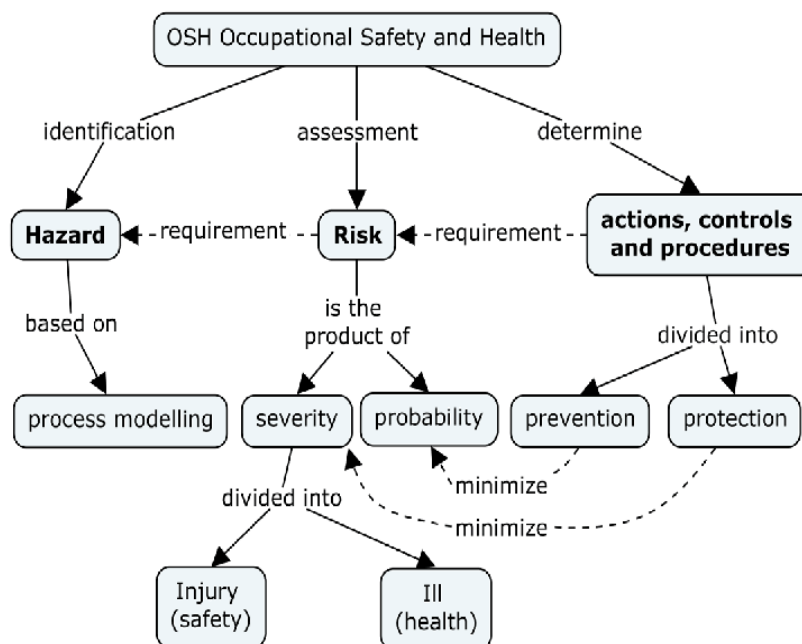 OSH Occupational Safety and Health
identification
assessment
determine
Hazard
requirement
Risk
requirement
actions, controls
and procedures
based on
is the
product of
divided into
process modelling
severity
probability
prevention
protection
minimize
divided into
minimize
Injury
(safety)
Ill
(health)